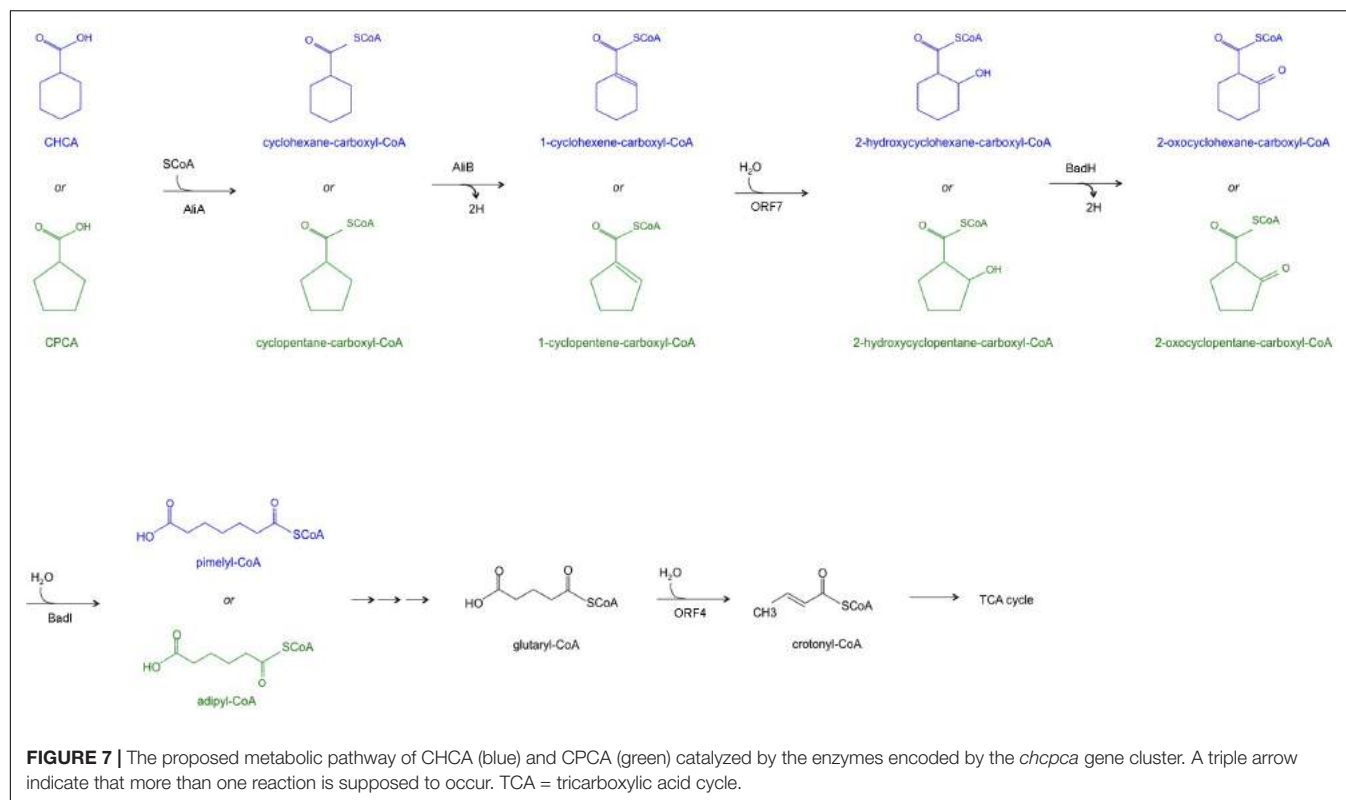 O OH
O SCoA
O SCoA
O SCoA
OH
O SCoA
O
CHCA
cyclohexane-carboxyl-CoA
1-cyclohexene-carboxyl-CoA
2-hydroxycyclohexane-carboxyl-CoA
2-oxocyclohexane-carboxyl-CoA
or
SCoA
AliA
or
AliB
2H
or
H2O
ORF7
or
BadH
2H
or
O OH
O SCoA
O SCoA
O SCoA
OH
O SCoA
O
CPCA
cyclopentane-carboxyl-CoA
1-cyclopentene-carboxyl-CoA
2-hydroxycyclopentane-carboxyl-CoA
2-oxocyclopentane-carboxyl-CoA
H2O
BadI
O O
HO SCoA
pimelyl-CoA
or
O SCoA
HO
O
adipyl-CoA
O O
HO SCoA
glutaryl-CoA
H2O
ORF4
O
CH3 SCoA
crotonyl-CoA
TCA cycle
FIGURE 7 | The proposed metabolic pathway of CHCA (blue) and CPCA (green) catalyzed by the enzymes encoded by the chcpca gene cluster. A triple arrow
indicate that more than one reaction is supposed to occur. TCA = tricarboxylic acid cycle.